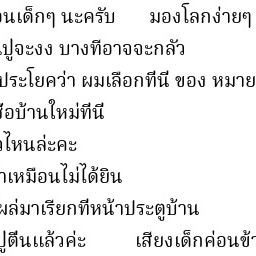 นเด็กๆ นะครับ มองโลกง่ายๆ
ปูจะงง บางทีอาจจะกลัว
ประโยคว่า ผมเลือกที่นี่ ของ หมาย
ซื้อบ้านใหม่ที่นี่
ไหนล่ะคะ
าเหมือนไม่ได้ยิน
ผล่มาเรียกที่หน้าประตูบ้าน
ปูตื่นแล้วค่ะ เสียงเด็กค่อนข้า